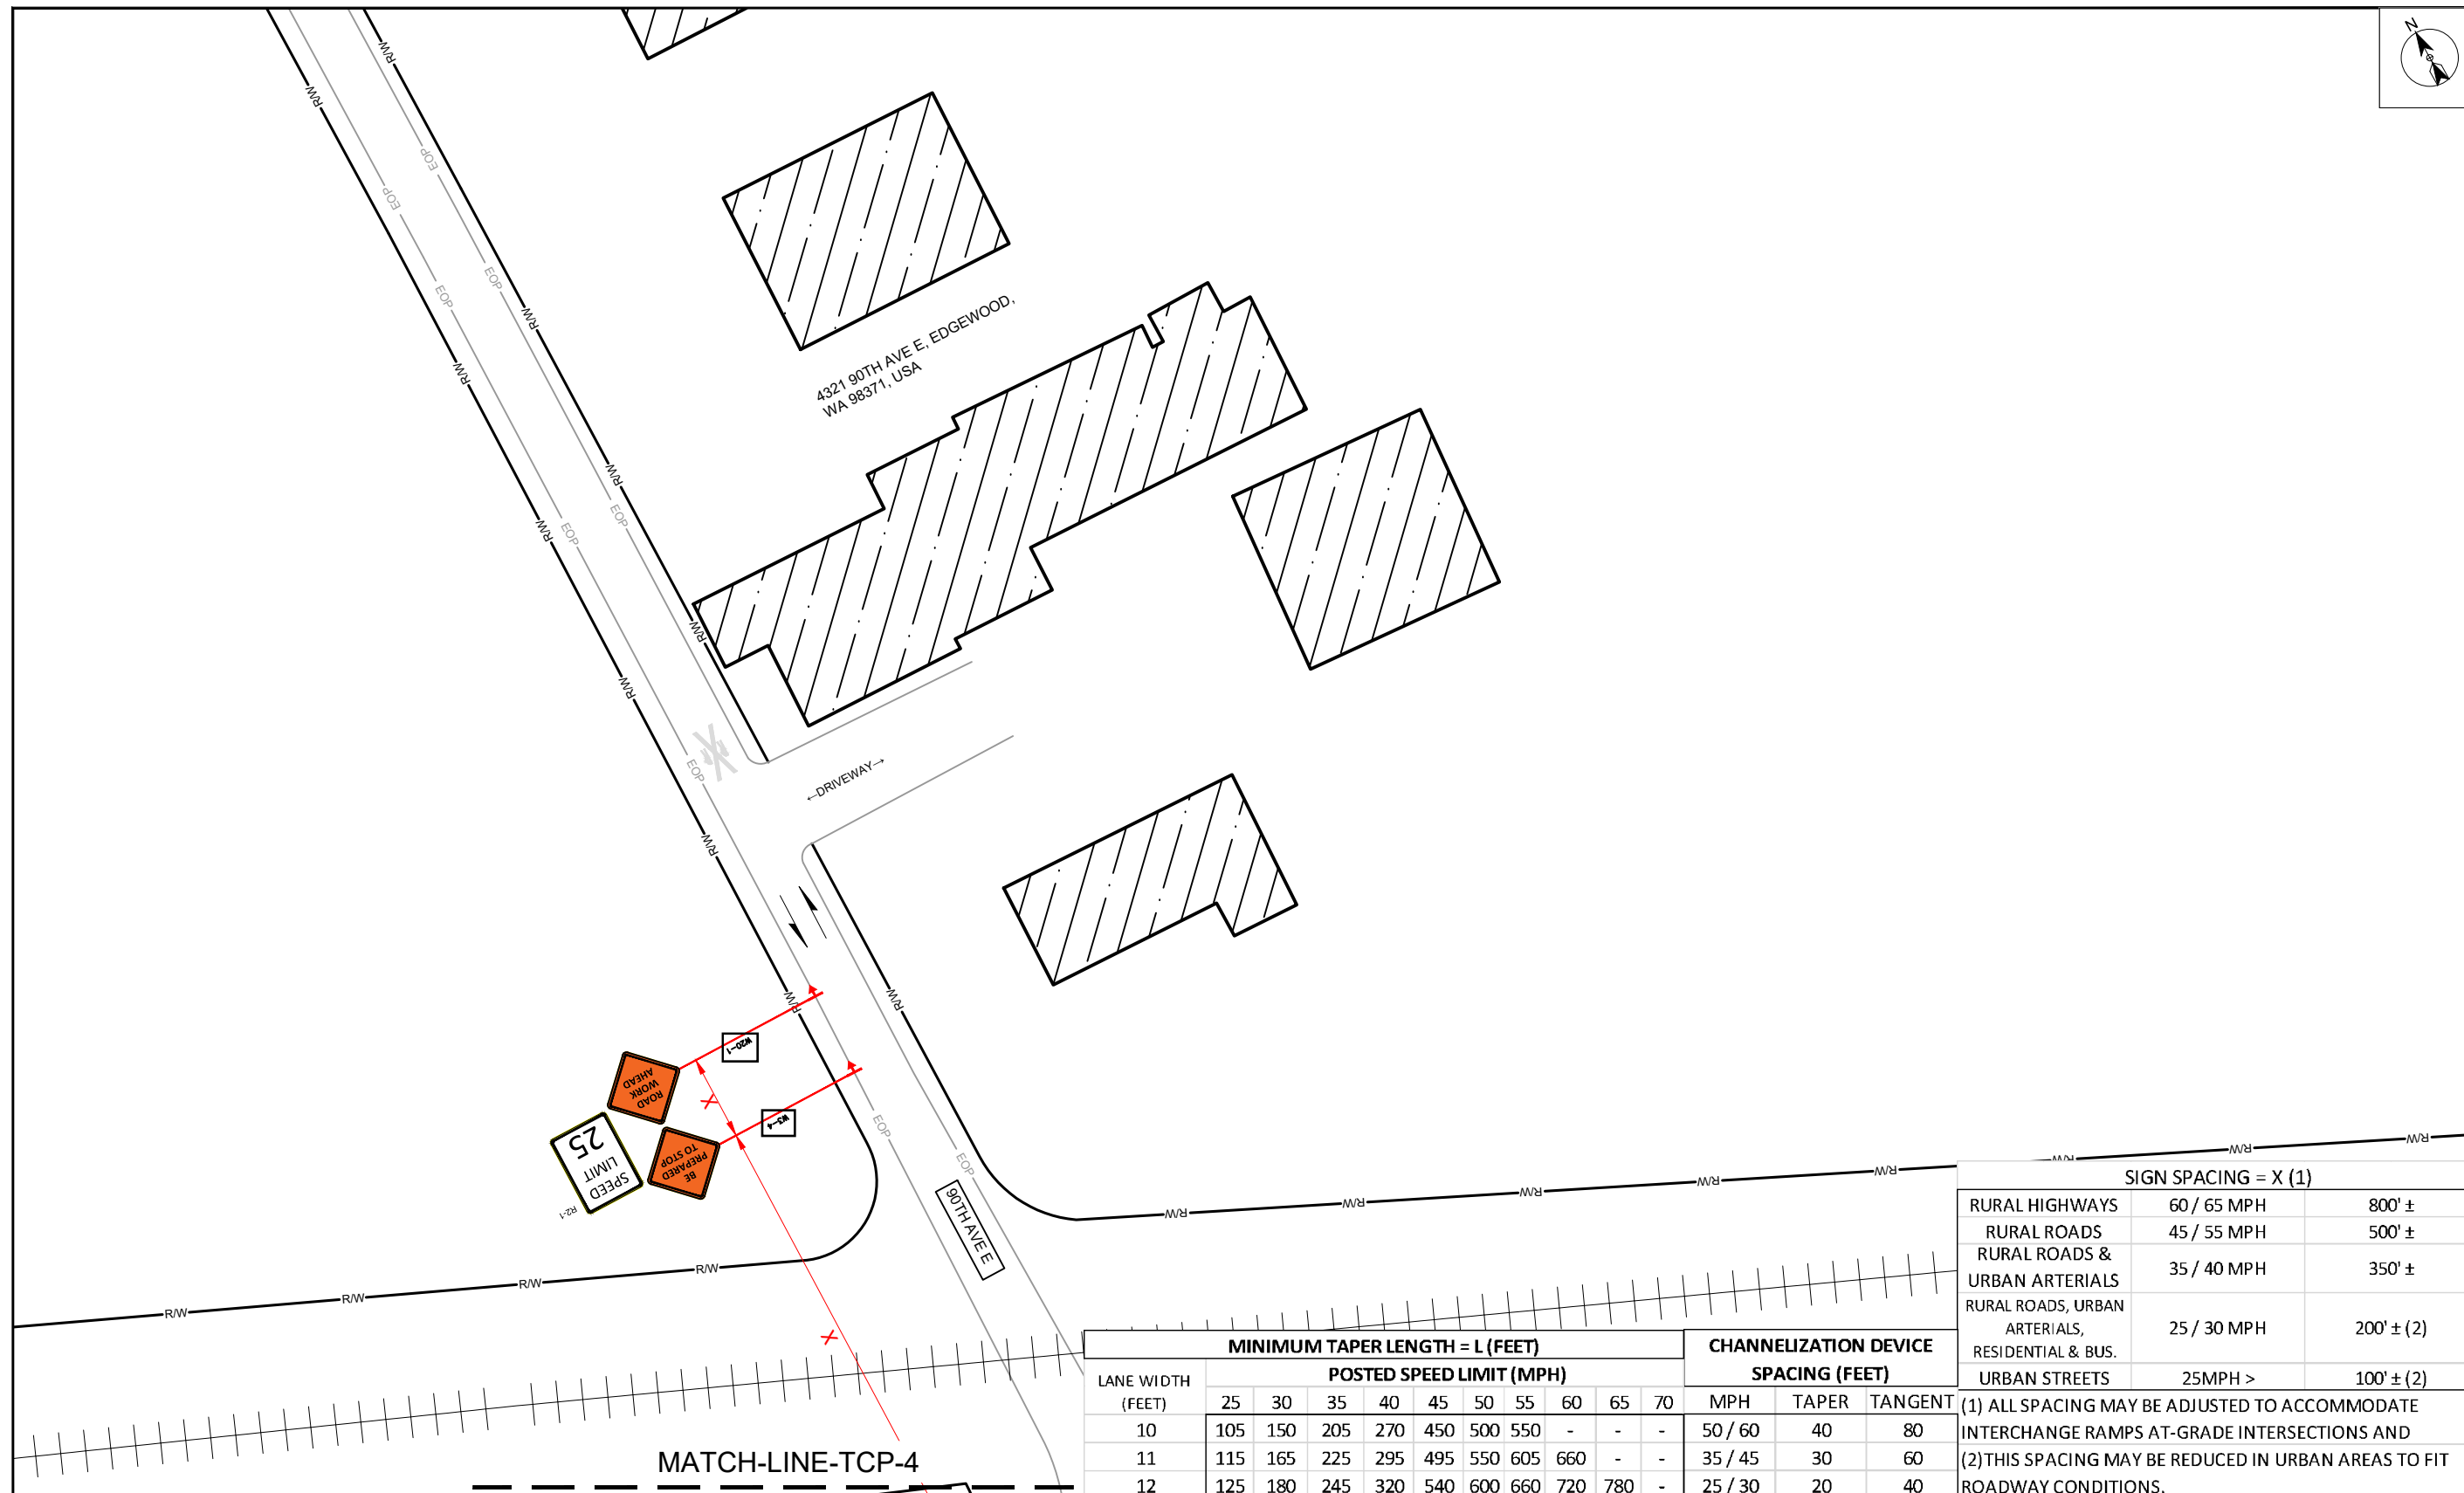 N
R/W
R/W
EOP
EOP
EOP
EOP
R/W
R/W
4321 90TH AVE E, EDGEWOOD,
WA 98371, USA
R/W
R/W
EOP
EOP
R/W
R/W
EOP
←DRIVEWAY→
R/W
R/W
R/W
W20-1
ROAD
WORK
AHEAD
X
W3-4
BE
PREPARED
TO STOP
SPEED
LIMIT
25
R2-1
EOP
EOP
90TH AVE E
R/W
R/W
R/W
R/W
R/W
R/W
R/W
R/W
R/W
R/W
R/W
R/W
X
MATCH-LINE-TCP-4
SIGN SPACING = X (1)
RURAL HIGHWAYS 60 / 65 MPH 800' ±
RURAL ROADS 45 / 55 MPH 500' ±
RURAL ROADS &
URBAN ARTERIALS 35 / 40 MPH 350' ±
RURAL ROADS, URBAN
ARTERIALS, 25 / 30 MPH 200' ± (2)
RESIDENTIAL & BUS.
URBAN STREETS 25MPH > 100' ± (2)
(1) ALL SPACING MAY BE ADJUSTED TO ACCOMMODATE
INTERCHANGE RAMPS AT-GRADE INTERSECTIONS AND
(2)THIS SPACING MAY BE REDUCED IN URBAN AREAS TO FIT
ROADWAY CONDITIONS.
MINIMUM TAPER LENGTH = L (FEET)
LANE WIDTH
(FEET)
POSTED SPEED LIMIT (MPH)
25 30 35 40 45 50 55 60 65 70
10 105 150 205 270 450 500 550 - - -
11 115 165 225 295 495 550 605 660 - -
12 125 180 245 320 540 600 660 720 780 -
CHANNELIZATION DEVICE
SPACING (FEET)
MPH TAPER TANGENT
50 / 60 40 80
35 / 45 30 60
25 / 30 20 40